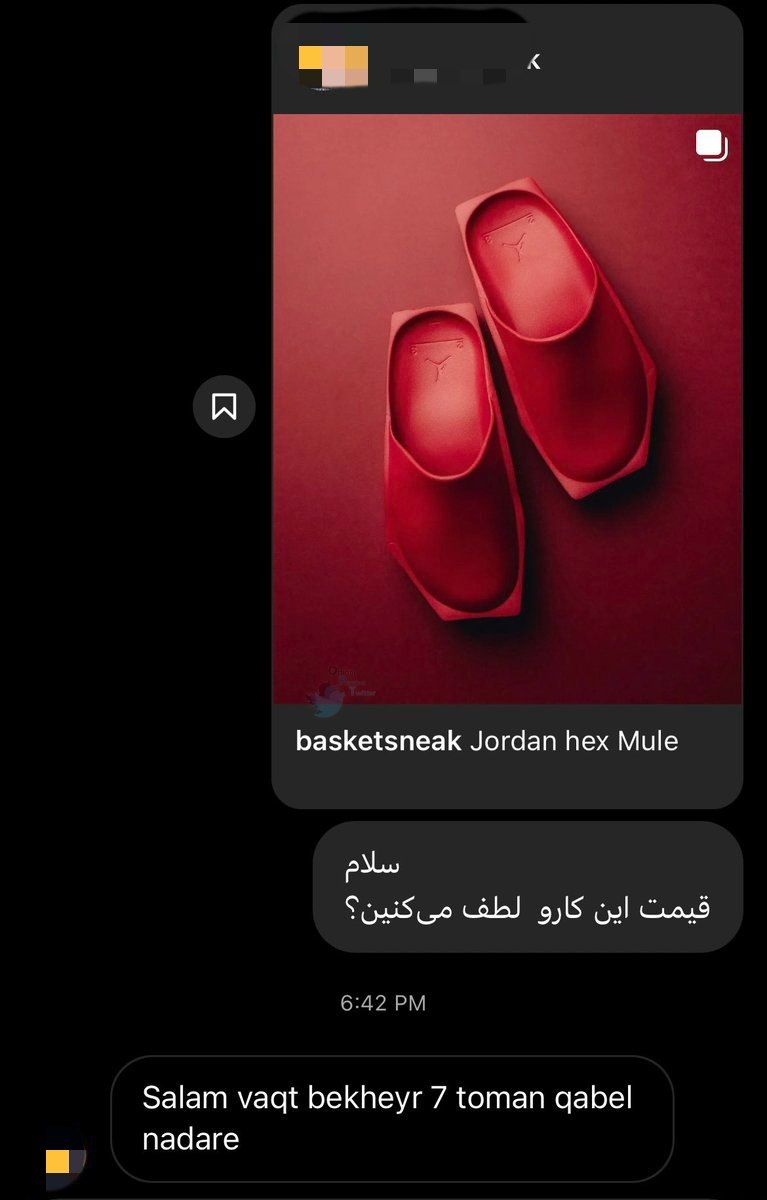 basketsneak Jordan hex Mule
سلام
قیمت این کارو لطف می‌کنین؟
6:42 PM
Salam vaqt bekheyr 7 toman qabel
nadare